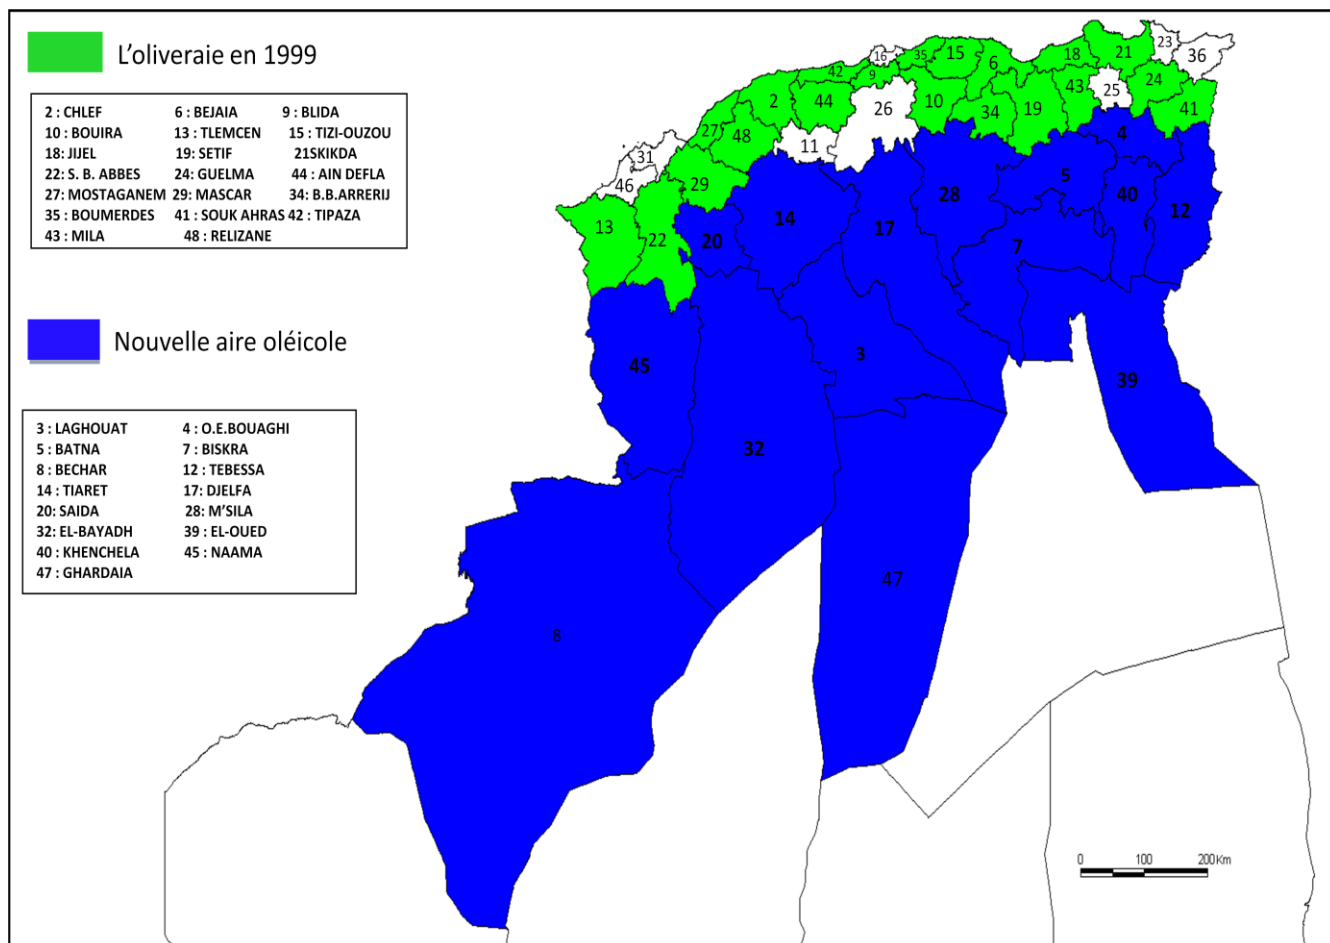 L'oliveraie en 1999
2 : CHLEF 6 : BEJAIA 9 : BLIDA
10 : BOUIRA 13 : TLEMCEN 15 : TIZI-OUZOU
18: JIJEL 19: SETIF 21SKIKDA
22: S. B. ABBES 24: GUELMA 44 : AIN DEFLA
27: MOSTAGANEM 29: MASCAR 34: B.B.ARRERIJ
35 : BOUMERDES 41 : SOUK AHRAS 42 : TIPAZA
43 : MILA 48 : RELIZANE
Nouvelle aire oléicole
3 : LAGHOUAT 4 : O.E.BOUAGHI
5 : BATNA 7 : BISKRA
8 : BECHAR 12 : TEBESSA
14 : TIARET 17: DJELFA
20: SAIDA 28: M'SILA
32: EL-BAYADH 39 : EL-OUED
40 : KHENCHELA 45 : NAAMA
47 : GHARDAIA
23
16 35 15 18 21 36
42 9 6 24
2 44 26 10 34 19 43 25 41
27 48 11 4
31
46 29 5 40
13 22 20 14 17 28 7 12
45 3 39
32
47
8
0 100 200Km